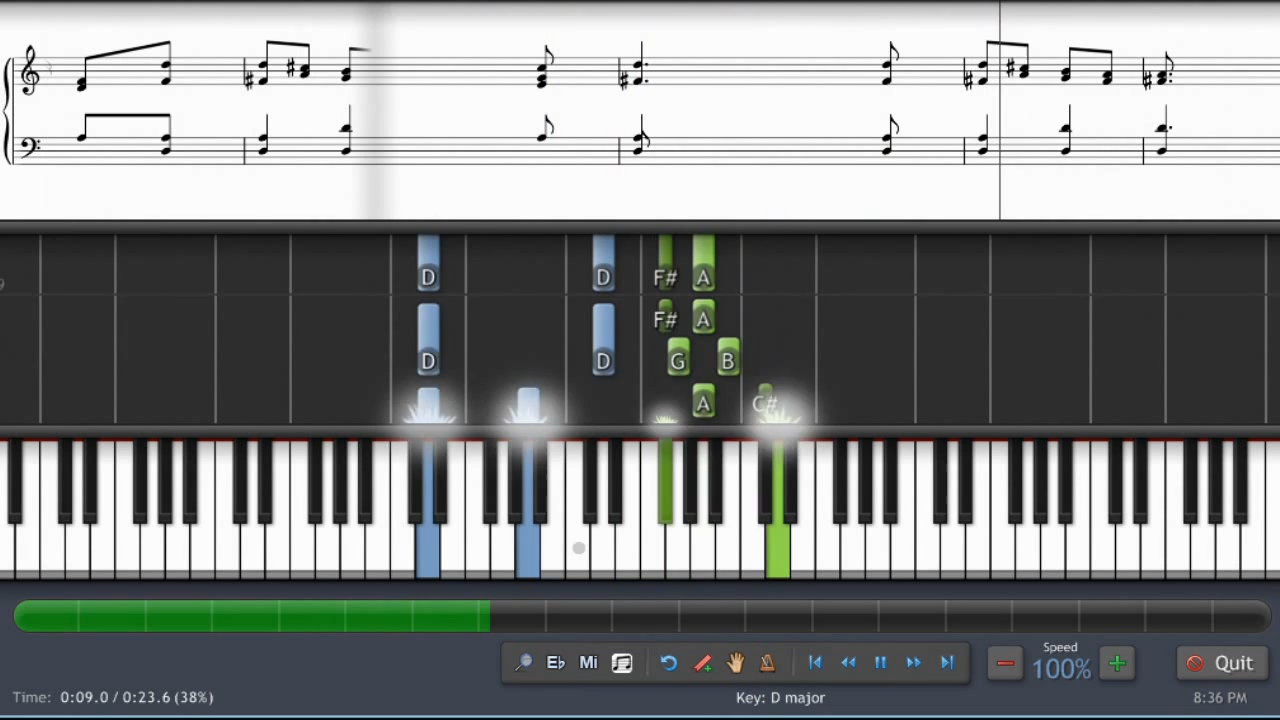 D D F# A
F# A
D D G B
A C#
Eb Mi
Speed
100%
Quit
Time: 0:09.0 / 0:23.6 (38%)
Key: D major
8:36 PM